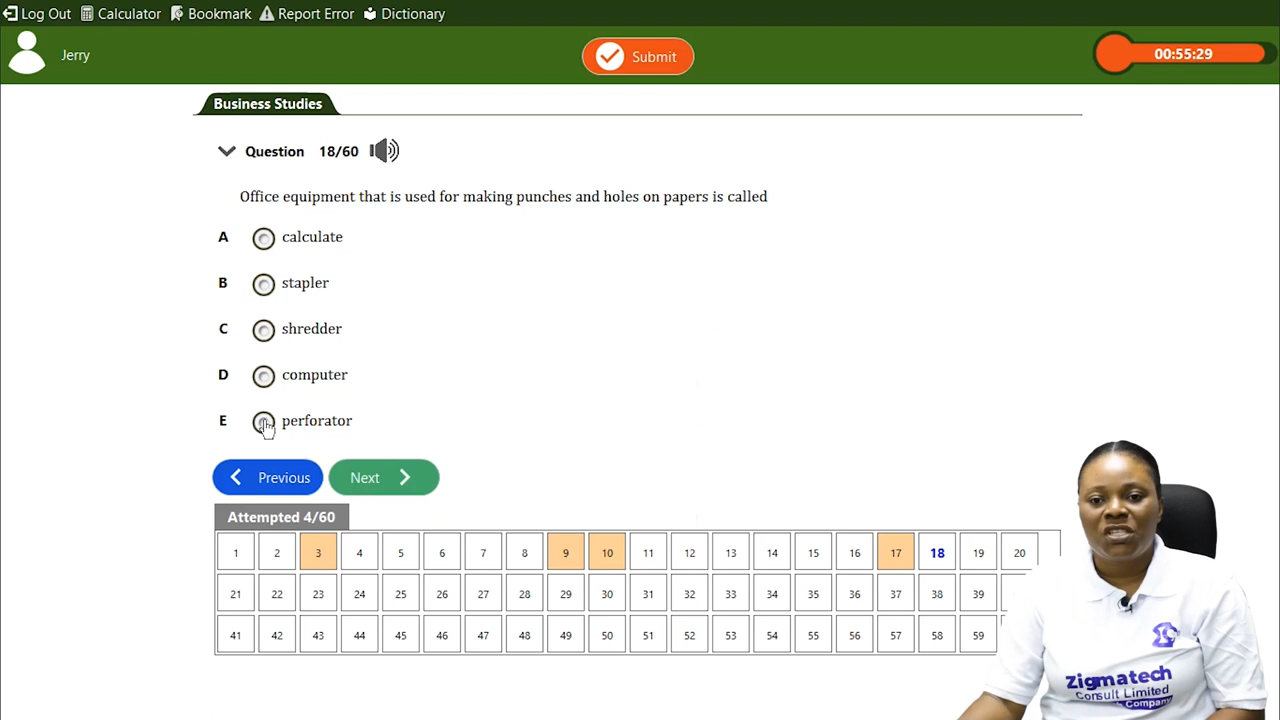 Log Out Calculator Bookmark Report Error Dictionary
Jerry
Submit
00:55:29
Business Studies
Question 18/60
Office equipment that is used for making punches and holes on papers is called
A calculate
B stapler
C shredder
D computer
E perforator
Previous Next
Attempted 4/60
1 2 3 4 5 6 7 8 9 10 11 12 13 14 15 16 17 18 19 20
21 22 23 24 25 26 27 28 29 30 31 32 33 34 35 36 37 38 39
41 42 43 44 45 46 47 48 49 50 51 52 53 54 55 56 57 58 59
Zigmatech
Consult Limited
Company